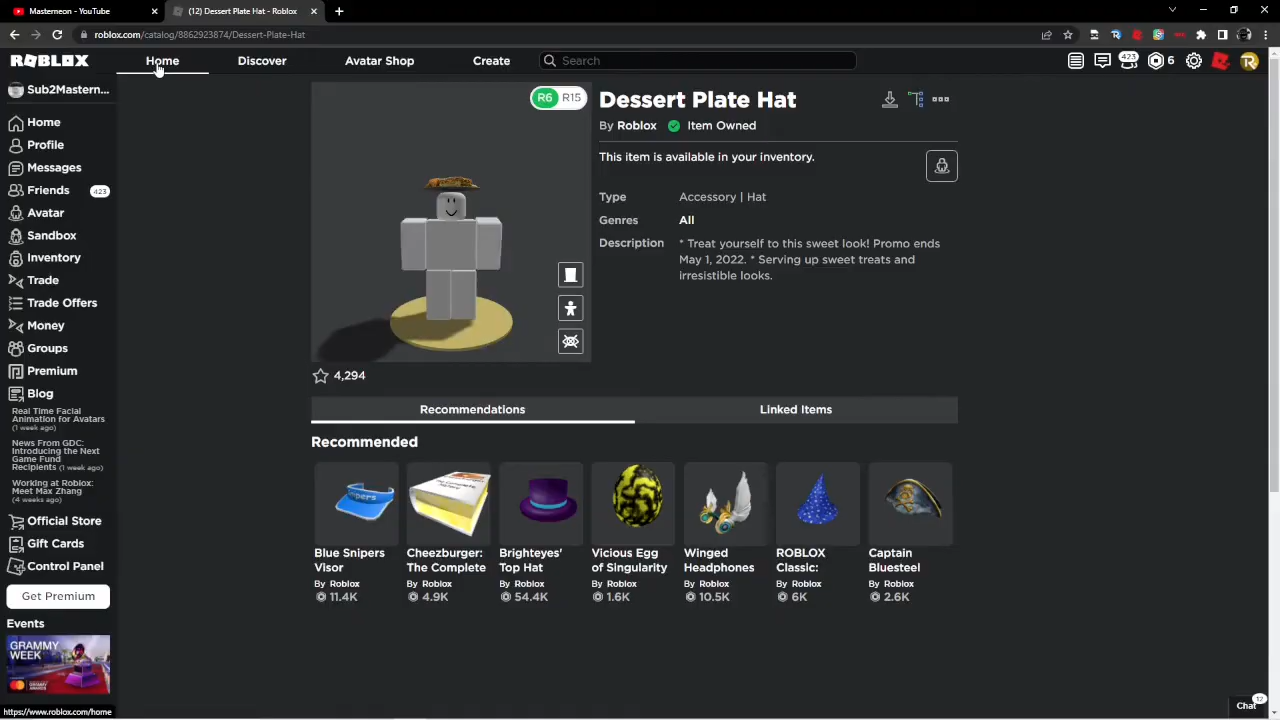 Masterneon - YouTube
(12) Dessert Plate Hat - Roblox
roblox.com/catalog/8862923874/Dessert-Plate-Hat
ROBLOX
Home
Discover
Avatar Shop
Create
Search
423
6
Sub2Mastern...
Home
Profile
Messages
Friends
423
Avatar
Sandbox
Inventory
Trade
Trade Offers
Money
Groups
Premium
Blog
Real Time Facial
Animation for Avatars
(1 week ago)
News From GDC:
Introducing the Next
Game Fund
Recipients (1 week ago)
Working at Roblox:
Meet Max Zhang
(4 weeks ago)
Official Store
Gift Cards
Control Panel
Get Premium
Events
GRAMMY
WEEK
https://www.roblox.com/home
R6 R15
Dessert Plate Hat
By Roblox Item Owned
This item is available in your inventory.
Type Accessory | Hat
Genres All
Description * Treat yourself to this sweet look! Promo ends
May 1, 2022. * Serving up sweet treats and
irresistible looks.
4,294
Recommendations
Linked Items
Recommended
Blue Snipers
Visor
By Roblox
11.4K
Cheezburger:
The Complete
By Roblox
4.9K
Brighteyes'
Top Hat
By Roblox
54.4K
Vicious Egg
of Singularity
By Roblox
1.6K
Winged
Headphones
By Roblox
10.5K
ROBLOX
Classic:
By Roblox
6K
Captain
Bluesteel
By Roblox
2.6K
Chat
12